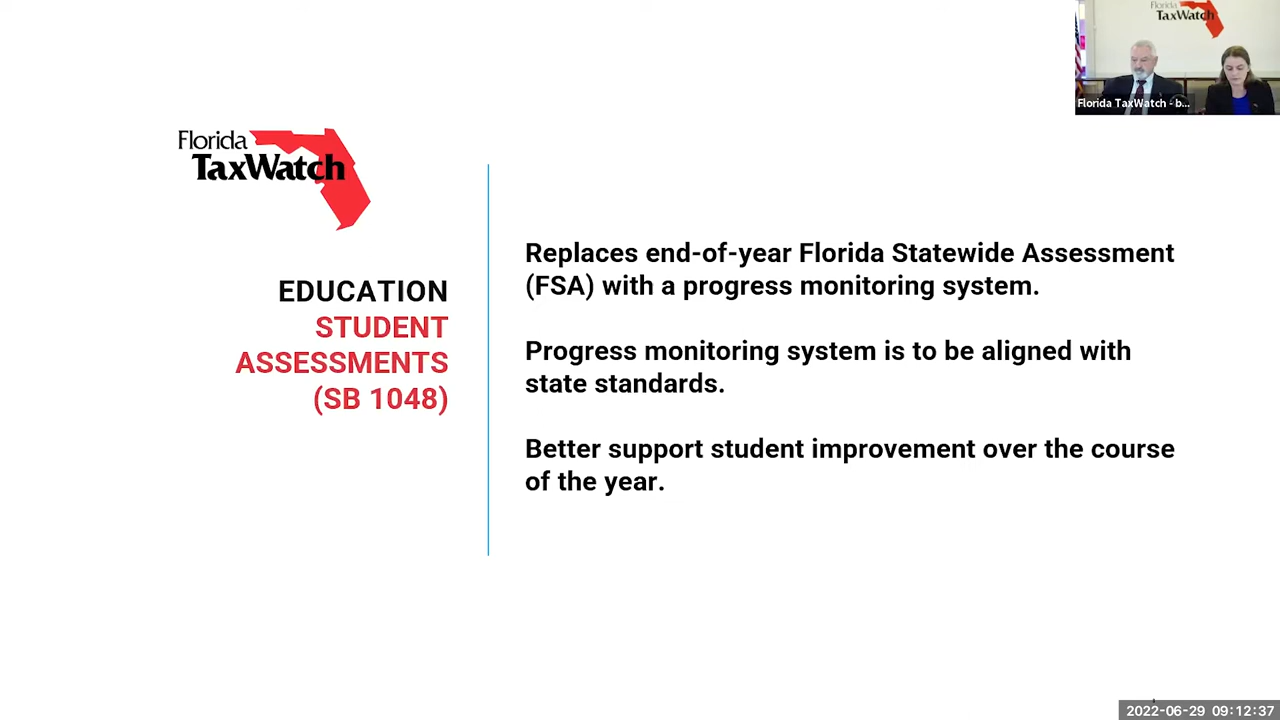 Florida
TaxWatch
Florida TaxWatch - b...
Florida
TaxWatch
EDUCATION
STUDENT
ASSESSMENTS
(SB 1048)
Replaces end-of-year Florida Statewide Assessment
(FSA) with a progress monitoring system.
Progress monitoring system is to be aligned with
state standards.
Better support student improvement over the course
of the year.
2022-06-29 09:12:37